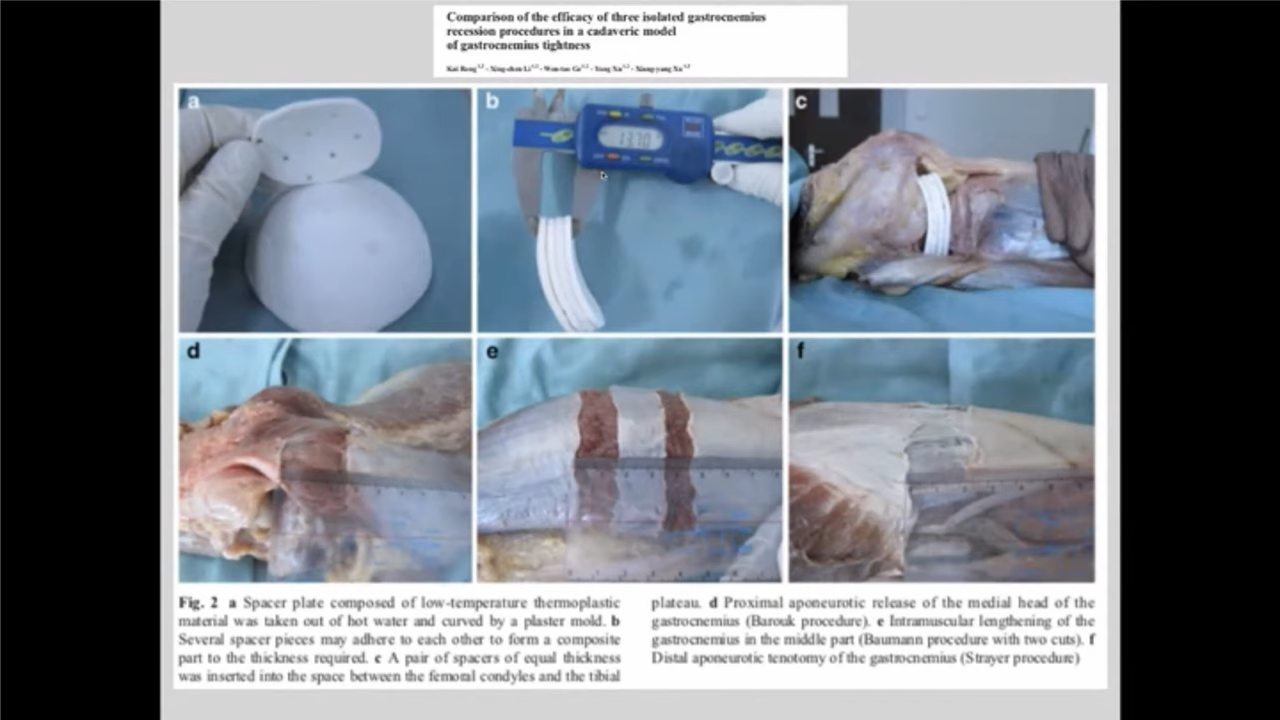 Comparison of the efficacy of three isolated gastrocnemius
recession procedures in a cadaveric model
of gastrocnemius tightness
a
b
c
13.70
d
e
f
Fig. 2 a Spacer plate composed of low-temperature thermoplastic
material was taken out of hot water and curved by a plaster mold. b
Several spacer pieces may adhere to each other to form a composite
part to the thickness required. c A pair of spacers of equal thickness
was inserted into the space between the femoral condyles and the tibial
plateau. d Proximal aponeurotic release of the medial head of the
gastrocnemius (Barouk procedure). e Intramuscular lengthening of the
gastrocnemius in the middle part (Baumann procedure with two cuts). f
Distal aponeurotic tenotomy of the gastrocnemius (Strayer procedure)